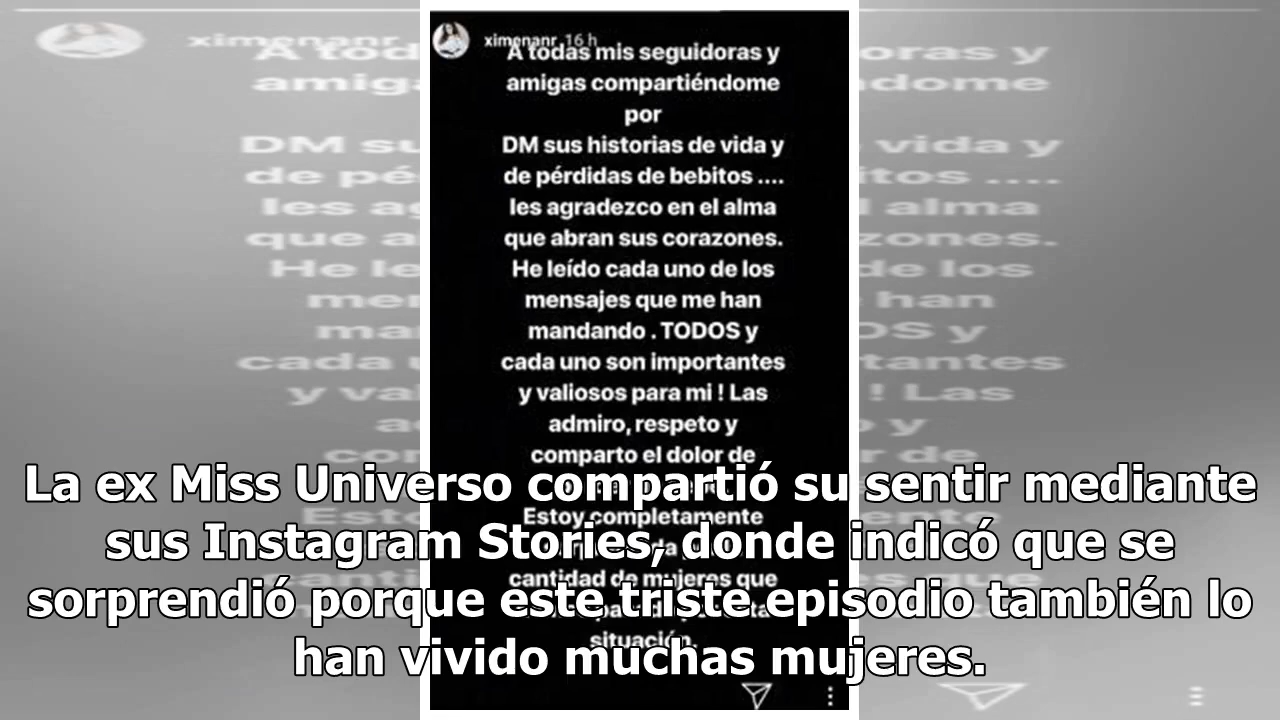 ximenanr 16 h
A todas mis seguidoras y
amigas compartiéndome
por
DM sus historias de vida y
de pérdidas de bebitos ....
les agradezco en el alma
que abran sus corazones.
He leído cada uno de los
mensajes que me han
mandando . TODOS y
cada uno son importantes
y valiosos para mi ! Las
admiro, respeto y
comparto el dolor de
Estoy completamente
cantidad de mujeres que
situación.
La ex Miss Universo compartió su sentir mediante
sus Instagram Stories, donde indicó que se
sorprendió porque este triste episodio también lo
han vivido muchas mujeres.